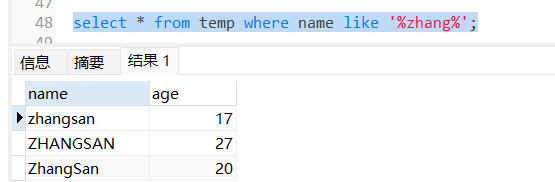 47
48 select * from temp where name like '%zhang%';
49
信息 摘要 结果 1
name age
zhangsan 17
ZHANGSAN 27
ZhangSan 20